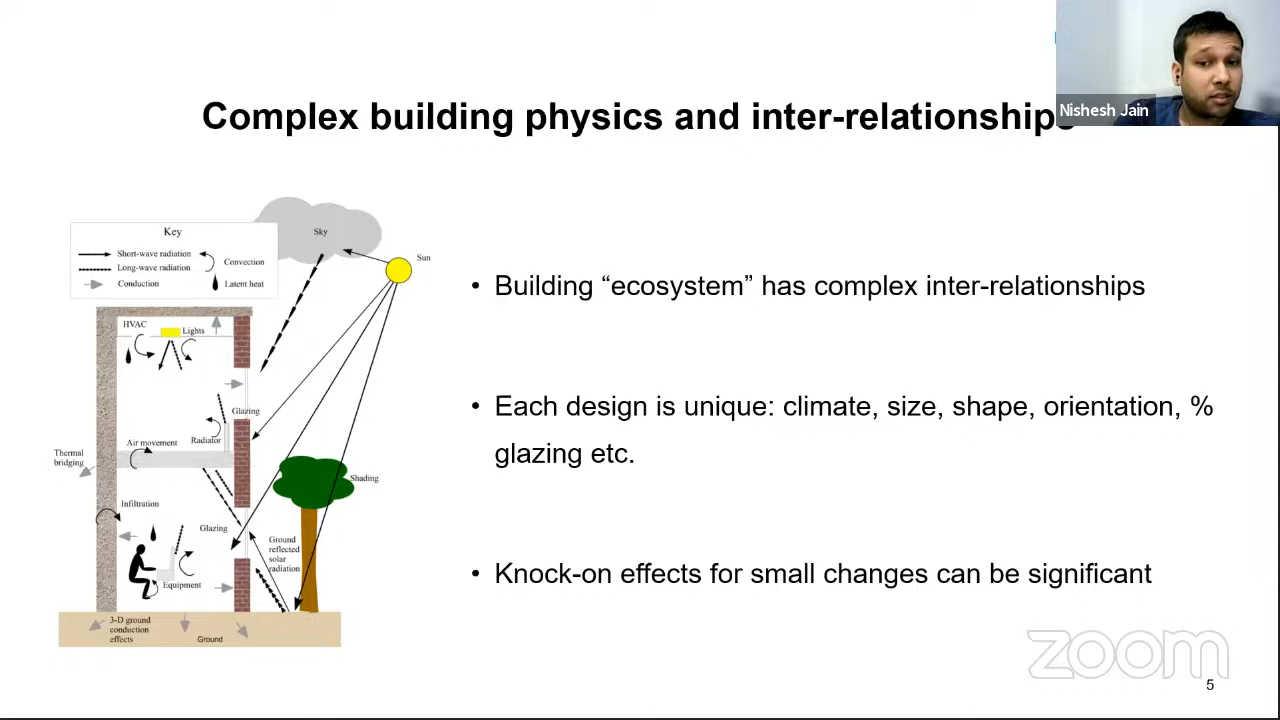 Nishesh Jain
Complex building physics and inter-relationships
Key
Short-wave radiation
Long-wave radiation
Conduction
Convection
Latent heat
Sky
Sun
HVAC
Lights
Glazing
Radiator
Air movement
Thermal
bridging
Infiltration
Shading
Glazing
Ground
reflected
solar
radiation
Equipment
3-D ground
conduction
effects
Ground
• Building “ecosystem” has complex inter-relationships
• Each design is unique: climate, size, shape, orientation, %
glazing etc.
• Knock-on effects for small changes can be significant
zoom
5